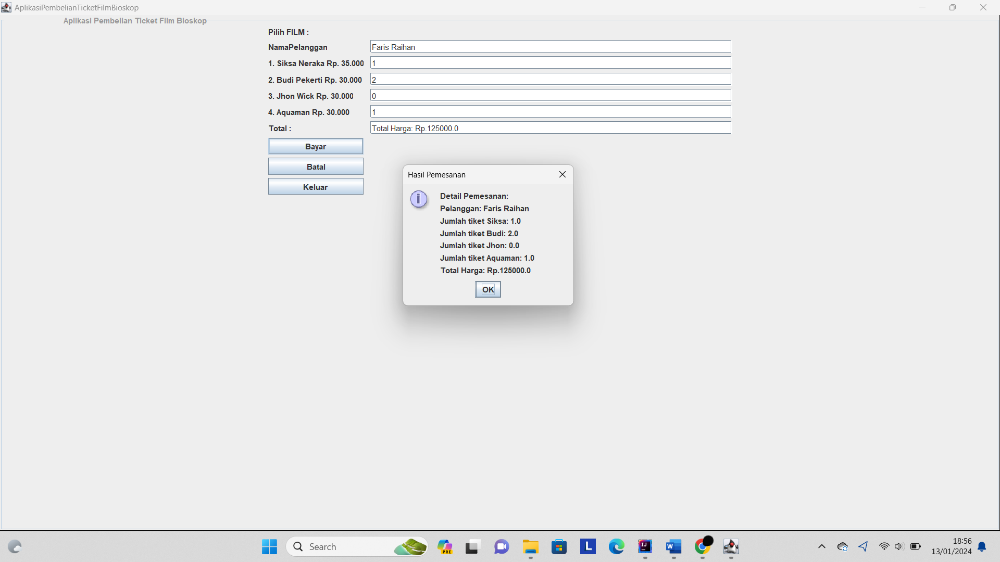 AplikasiPembelianTicketFilmBioskop
Aplikasi Pembelian Ticket Film Bioskop
Pilih FILM :
NamaPelanggan Faris Raihan
1. Siksa Neraka Rp. 35.000 1
2. Budi Pekerti Rp. 30.000 2
3. Jhon Wick Rp. 30.000 0
4. Aquaman Rp. 30.000 1
Total : Total Harga: Rp.125000.0
Bayar
Batal
Keluar
Hasil Pemesanan
i
Detail Pemesanan:
Pelanggan: Faris Raihan
Jumlah tiket Siksa: 1.0
Jumlah tiket Budi: 2.0
Jumlah tiket Jhon: 0.0
Jumlah tiket Aquaman: 1.0
Total Harga: Rp.125000.0
OK
Search
PRE
L
IJ
W
18:56
13/01/2024